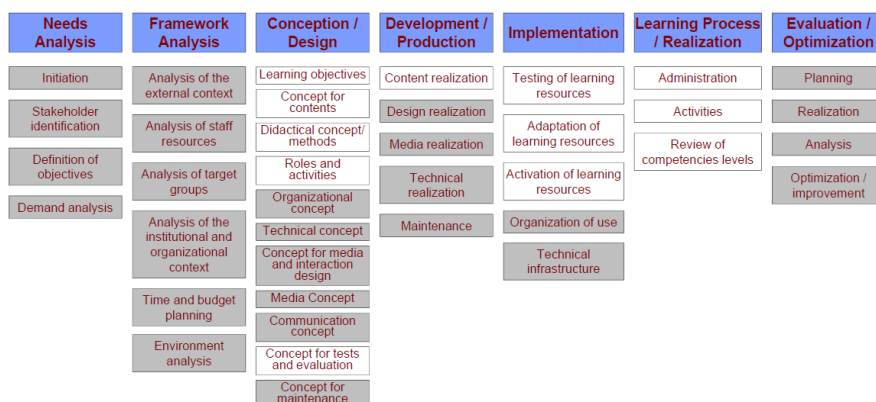 Needs
Analysis
Initiation
Stakeholder
identification
Definition of
objectives
Demand analysis
Framework
Analysis
Analysis of the
external context
Analysis of staff
resources
Analysis of target
groups
Analysis of the
institutional and
organizational
context
Time and budget
planning
Environment
analysis
Conception /
Design
Learning objectives
Concept for
contents
Didactical concept/
methods
Roles and
activities
Organizational
concept
Technical concept
Concept for media
and interaction
design
Media Concept
Communication
concept
Concept for tests
and evaluation
Concept for
maintenance
Development /
Production
Content realization
Design realization
Media realization
Technical
realization
Maintenance
Implementation
Testing of learning
resources
Adaptation of
learning resources
Activation of learning
resources
Organization of use
Technical
infrastructure
Learning Process
/ Realization
Administration
Activities
Review of
competencies levels
Evaluation /
Optimization
Planning
Realization
Analysis
Optimization /
improvement